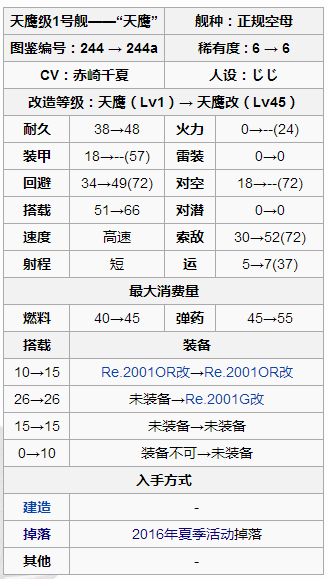 天鹰级1号舰——“天鹰” 舰种：正规空母
图鉴编号：244 → 244a 稀有度：6 → 6
CV：赤崎千夏 人设：じじ
改造等级：天鹰（Lv1）→ 天鹰改（Lv45）
耐久 38→48 火力 0→--(24)
装甲 18→--(57) 雷装 0→0
回避 34→49(72) 对空 18→--(72)
搭载 51→66 对潜 0→0
速度 高速 索敌 30→52(72)
射程 短 运 5→7(37)
最大消费量
燃料 40→45 弹药 45→55
搭载 装备
10→15 Re.2001OR改→Re.2001OR改
26→26 未装备→Re.2001G改
15→15 未装备→未装备
0→10 装备不可→未装备
入手方式
建造 -
掉落 2016年夏季活动掉落
其他 -